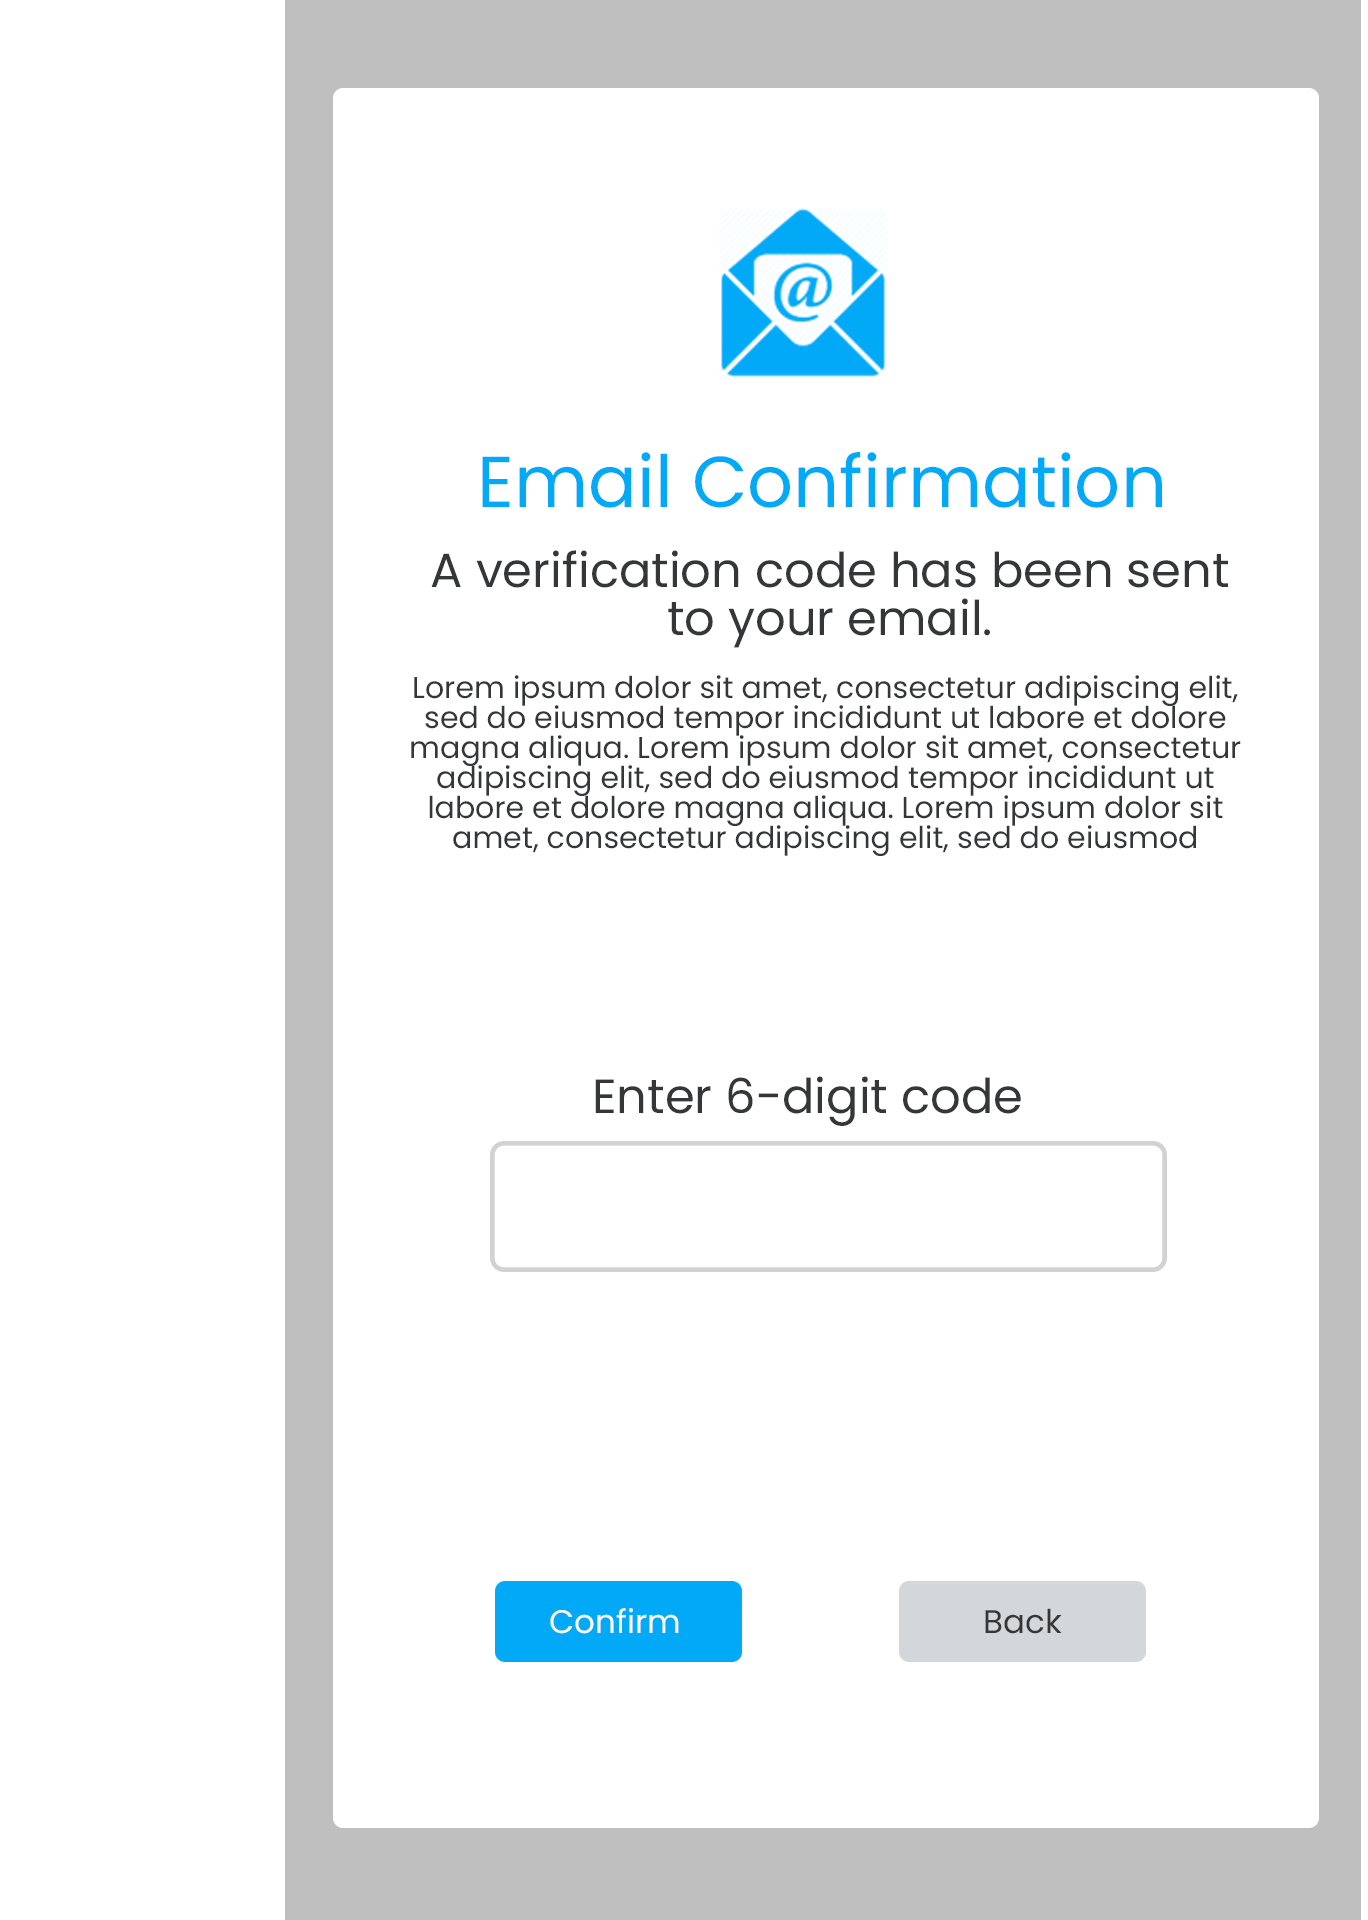 @
Email Confirmation
A verification code has been sent
to your email.
Lorem ipsum dolor sit amet, consectetur adipiscing elit,
sed do eiusmod tempor incididunt ut labore et dolore
magna aliqua. Lorem ipsum dolor sit amet, consectetur
adipiscing elit, sed do eiusmod tempor incididunt ut
labore et dolore magna aliqua. Lorem ipsum dolor sit
amet, consectetur adipiscing elit, sed do eiusmod
Enter 6-digit code
Confirm
Back